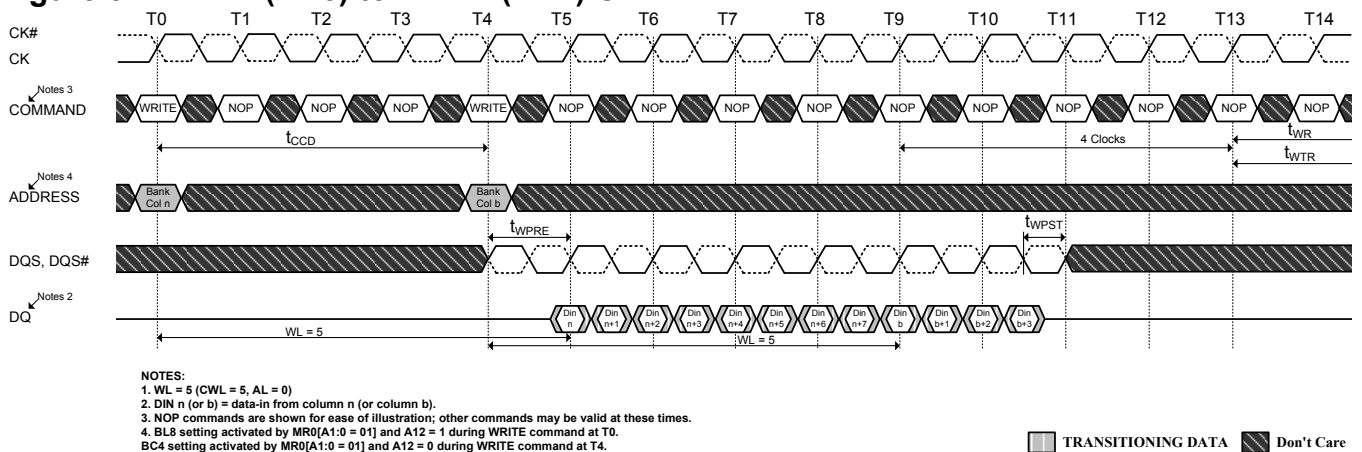 T0 T1 T2 T3 T4 T5 T6 T7 T8 T9 T10 T11 T12 T13 T14
CK#
CK
Notes 3
COMMAND
WRITE NOP NOP NOP WRITE NOP NOP NOP NOP NOP NOP NOP NOP NOP NOP
tCCD
4 Clocks
tWR
tWTR
Notes 4
ADDRESS
Bank
Col n
Bank
Col b
tWPRE
tWPST
DQS, DQS#
Notes 2
DQ
Din
n
Din
n+1
Din
n+2
Din
n+3
Din
n+4
Din
n+5
Din
n+6
Din
n+7
Din
b
Din
b+1
Din
b+2
Din
b+3
WL = 5
WL = 5
NOTES:
1. WL = 5 (CWL = 5, AL = 0)
2. DIN n (or b) = data-in from column n (or column b).
3. NOP commands are shown for ease of illustration; other commands may be valid at these times.
4. BL8 setting activated by MR0[A1:0 = 01] and A12 = 1 during WRITE command at T0.
BC4 setting activated by MR0[A1:0 = 01] and A12 = 0 during WRITE command at T4.
TRANSITIONING DATA
Don't Care